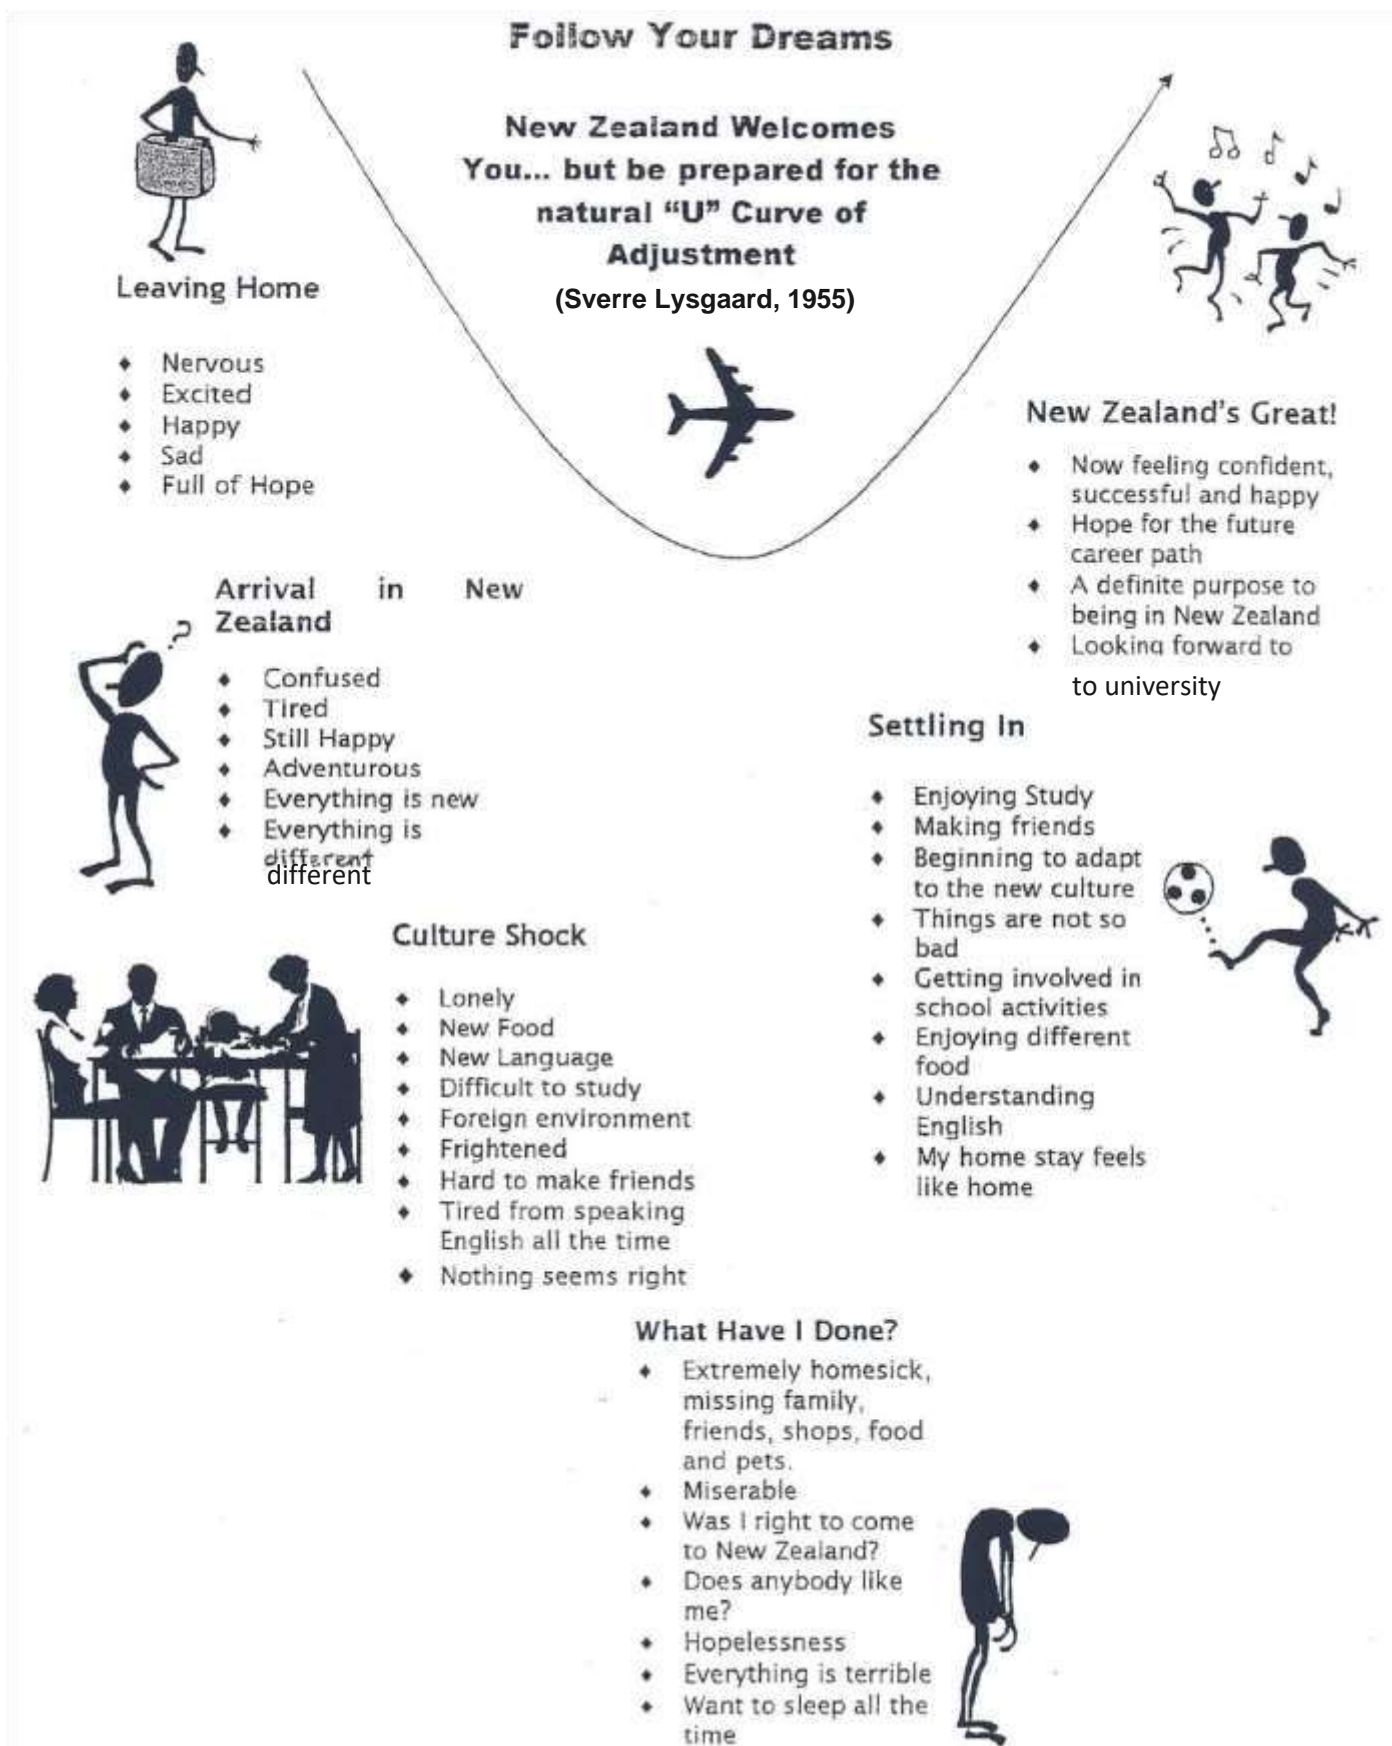 Follow Your Dreams
New Zealand Welcomes
You... but be prepared for the
natural “U” Curve of
Adjustment
(Sverre Lysgaard, 1955)
Leaving Home
♦ Nervous
♦ Excited
♦ Happy
♦ Sad
♦ Full of Hope
Arrival in New
Zealand
♦ Confused
♦ Tired
♦ Still Happy
♦ Adventurous
♦ Everything is new
♦ Everything is
different
different
Culture Shock
♦ Lonely
♦ New Food
♦ New Language
♦ Difficult to study
♦ Foreign environment
♦ Frightened
♦ Hard to make friends
♦ Tired from speaking
English all the time
♦ Nothing seems right
What Have I Done?
♦ Extremely homesick,
missing family,
friends, shops, food
and pets.
♦ Miserable
♦ Was I right to come
to New Zealand?
♦ Does anybody like
me?
♦ Hopelessness
♦ Everything is terrible
♦ Want to sleep all the
time
Settling In
♦ Enjoying Study
♦ Making friends
♦ Beginning to adapt
to the new culture
♦ Things are not so
bad
♦ Getting involved in
school activities
♦ Enjoying different
food
♦ Understanding
English
♦ My home stay feels
like home
New Zealand’s Great!
♦ Now feeling confident,
successful and happy
♦ Hope for the future
career path
♦ A definite purpose to
being in New Zealand
♦ Looking forward to
to university
?